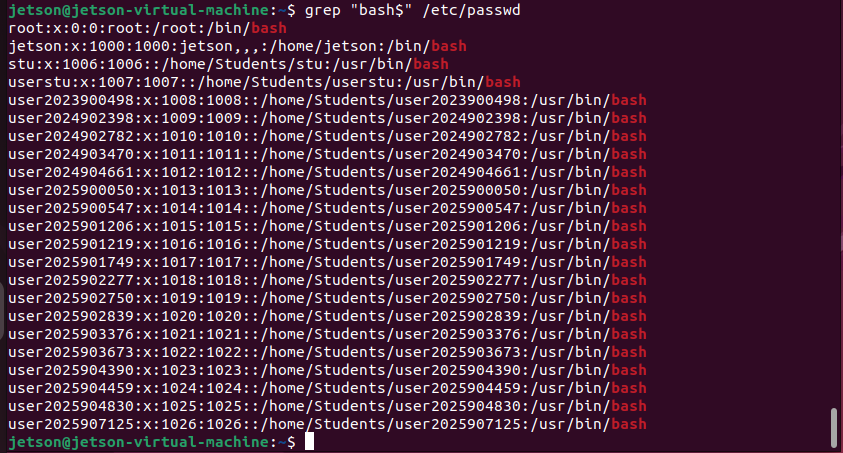 jetson@jetson-virtual-machine:~$ grep "bash$" /etc/passwd
root:x:0:0:root:/root:/bin/bash
jetson:x:1000:1000:jetson,,,:/home/jetson:/bin/bash
stu:x:1006:1006::/home/Students/stu:/usr/bin/bash
userstu:x:1007:1007::/home/Students/userstu:/usr/bin/bash
user2023900498:x:1008:1008::/home/Students/user2023900498:/usr/bin/bash
user2024902398:x:1009:1009::/home/Students/user2024902398:/usr/bin/bash
user2024902782:x:1010:1010::/home/Students/user2024902782:/usr/bin/bash
user2024903470:x:1011:1011::/home/Students/user2024903470:/usr/bin/bash
user2024904661:x:1012:1012::/home/Students/user2024904661:/usr/bin/bash
user2025900050:x:1013:1013::/home/Students/user2025900050:/usr/bin/bash
user2025900547:x:1014:1014::/home/Students/user2025900547:/usr/bin/bash
user2025901206:x:1015:1015::/home/Students/user2025901206:/usr/bin/bash
user2025901219:x:1016:1016::/home/Students/user2025901219:/usr/bin/bash
user2025901749:x:1017:1017::/home/Students/user2025901749:/usr/bin/bash
user2025902277:x:1018:1018::/home/Students/user2025902277:/usr/bin/bash
user2025902750:x:1019:1019::/home/Students/user2025902750:/usr/bin/bash
user2025902839:x:1020:1020::/home/Students/user2025902839:/usr/bin/bash
user2025903376:x:1021:1021::/home/Students/user2025903376:/usr/bin/bash
user2025903673:x:1022:1022::/home/Students/user2025903673:/usr/bin/bash
user2025904390:x:1023:1023::/home/Students/user2025904390:/usr/bin/bash
user2025904459:x:1024:1024::/home/Students/user2025904459:/usr/bin/bash
user2025904830:x:1025:1025::/home/Students/user2025904830:/usr/bin/bash
user2025907125:x:1026:1026::/home/Students/user2025907125:/usr/bin/bash
jetson@jetson-virtual-machine:~$